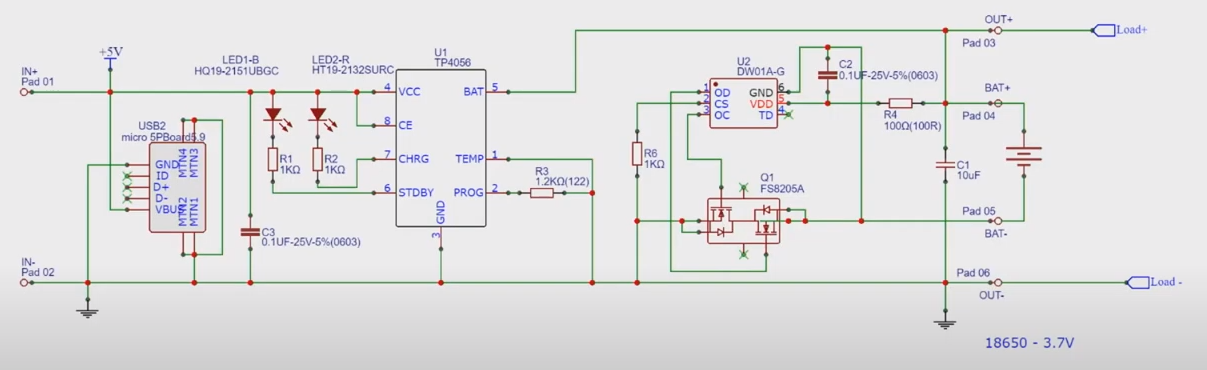 IN+
Pad 01
+5V
USB2
micro 5PBoard5.9
GND
ID
D+
D-
VBUS
MTN4
MTN3
MTN2
MTN1
IN-
Pad 02
LED1-B
HQ19-2151UBGC
LED2-R
HT19-2132SURC
R1
1KΩ
R2
1KΩ
C3
0.1UF-25V-5%(0603)
U1
TP4056
4 VCC
8 CE
7 CHRG
6 STDBY
BAT 5
TEMP 1
PROG 2
GND
3
R3
1.2KΩ(122)
R6
1KΩ
U2
DW01A-G
1 OD GND 6
2 CS VDD 5
3 OC TD 4
Q1
FS8205A
C2
0.1UF-25V-5%(0603)
R4
100Ω(100R)
C1
10uF
OUT+
Pad 03
Load+
BAT+
Pad 04
Pad 05
BAT-
Pad 06
OUT-
Load -
18650 - 3.7V